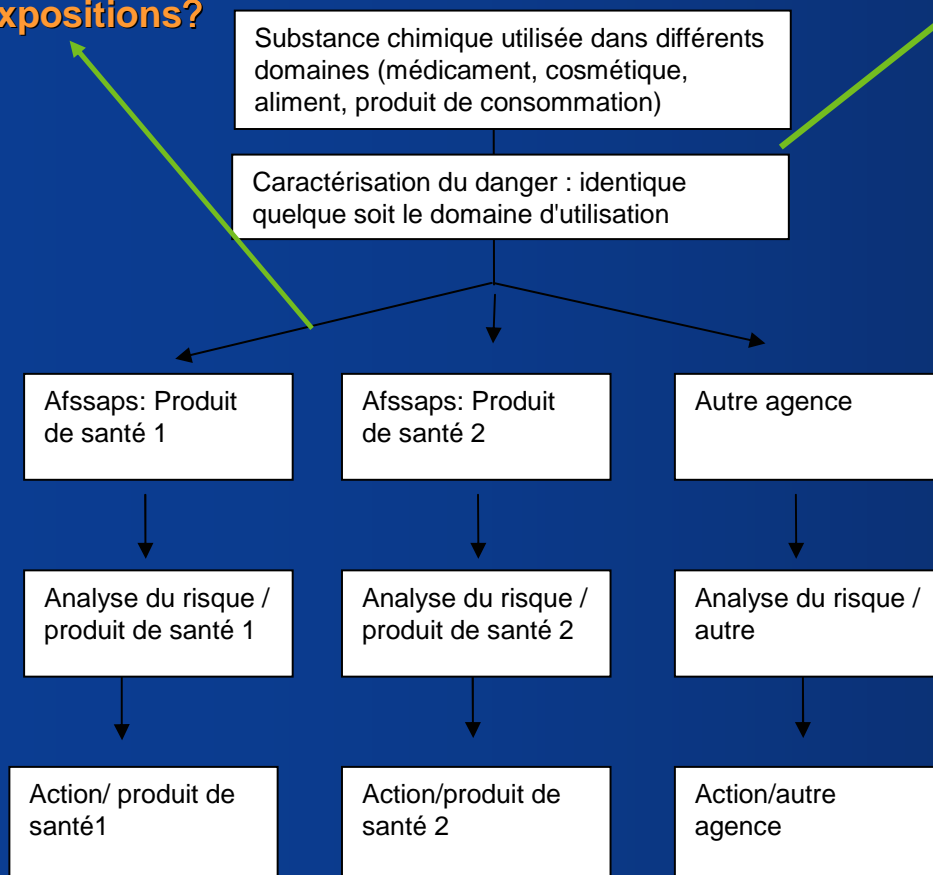 xpositions?
Substance chimique utilisée dans différents
domaines (médicament, cosmétique,
aliment, produit de consommation)
Caractérisation du danger : identique
quelque soit le domaine d'utilisation
Afssaps: Produit
de santé 1
Afssaps: Produit
de santé 2
Autre agence
Analyse du risque /
produit de santé 1
Analyse du risque /
produit de santé 2
Analyse du risque /
autre
Action/ produit de
santé1
Action/produit de
santé 2
Action/autre
agence